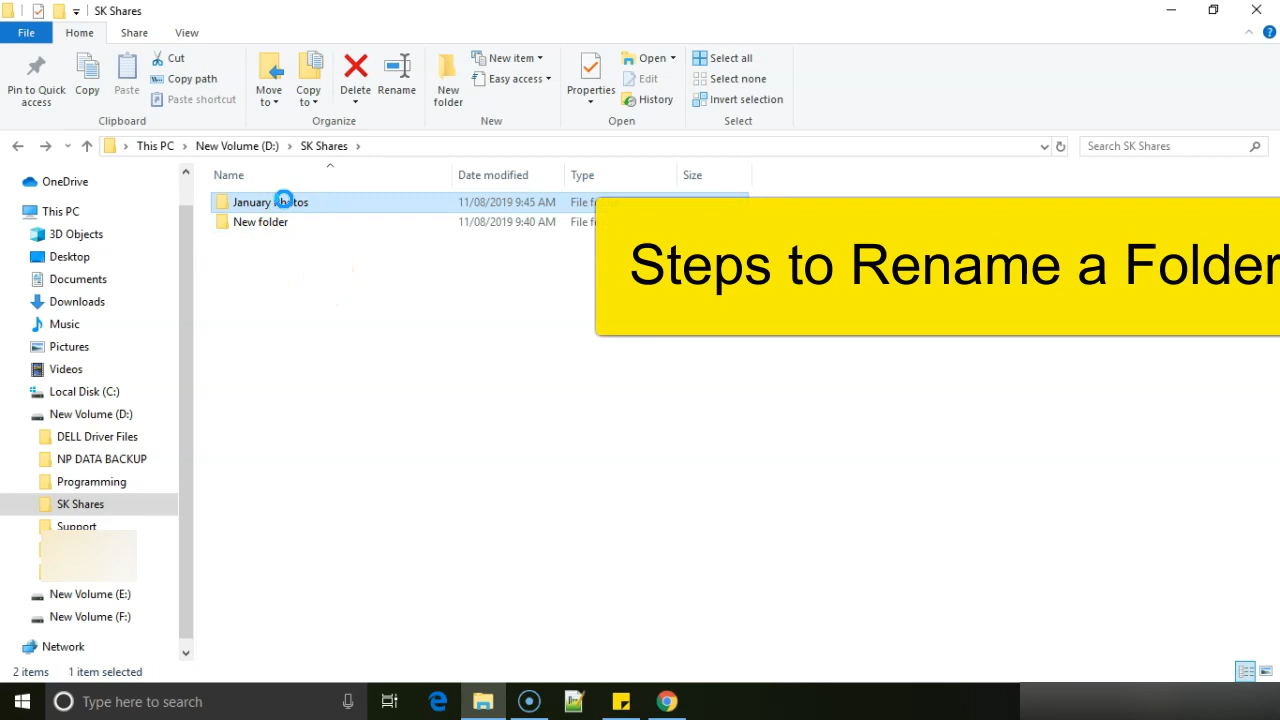 SK Shares
File Home Share View
Pin to Quick access
Copy
Paste
Cut
Copy path
Paste shortcut
Clipboard
Move to
Copy to
Delete
Rename
Organize
New folder
New item
Easy access
New
Properties
Open
Edit
History
Open
Select all
Select none
Invert selection
Select
This PC New Volume (D:) SK Shares
Search SK Shares
Name Date modified Type Size
January 11/08/2019 9:45 AM
New folder 11/08/2019 9:40 AM
Steps to Rename a Folder
OneDrive
This PC
3D Objects
Desktop
Documents
Downloads
Music
Pictures
Videos
Local Disk (C:)
New Volume (D:)
DELL Driver Files
NP DATA BACKUP
Programming
SK Shares
Support
New Volume (E:)
New Volume (F:)
Network
2 items 1 item selected
Type here to search